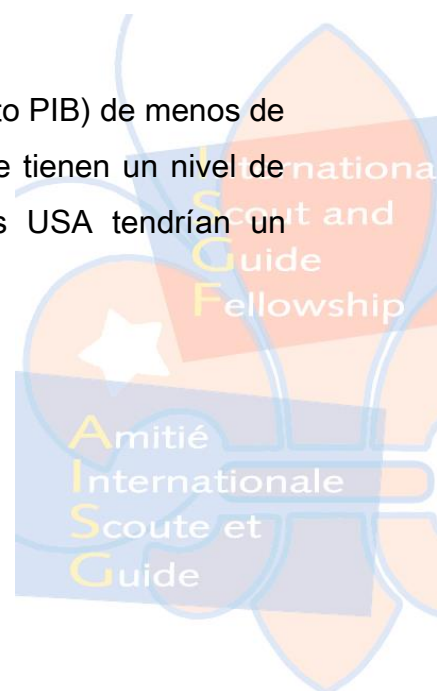 to PIB) de menos de
e tienen un nivel de
s USA tendrían un
International
Scout and
Guide
Fellowship
Amitié
Internationale
Scoute et
Guide